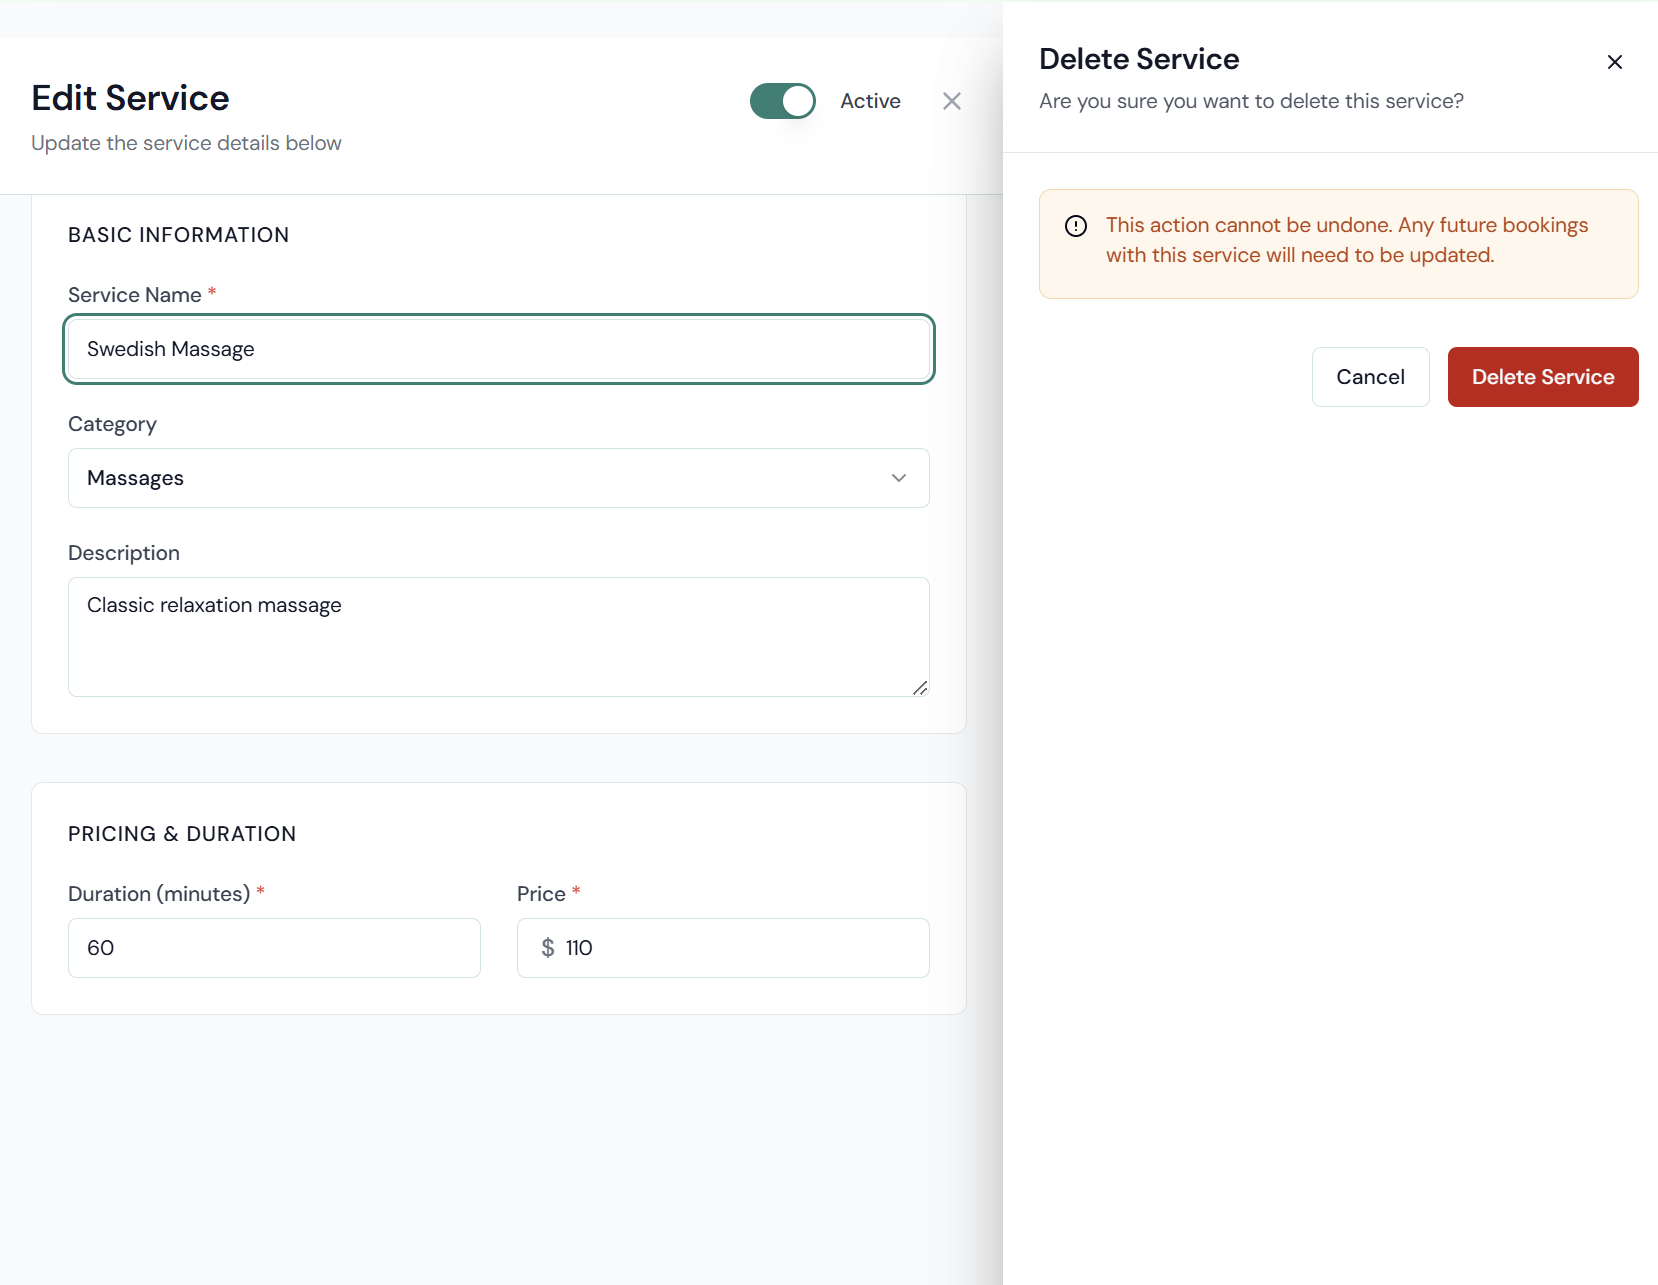 Edit Service
Active
Update the service details below
BASIC INFORMATION
Service Name *
Swedish Massage
Category
Massages
Description
Classic relaxation massage
PRICING & DURATION
Duration (minutes) *
60
Price *
$ 110
Delete Service
Are you sure you want to delete this service?
This action cannot be undone. Any future bookings
with this service will need to be updated.
Cancel
Delete Service